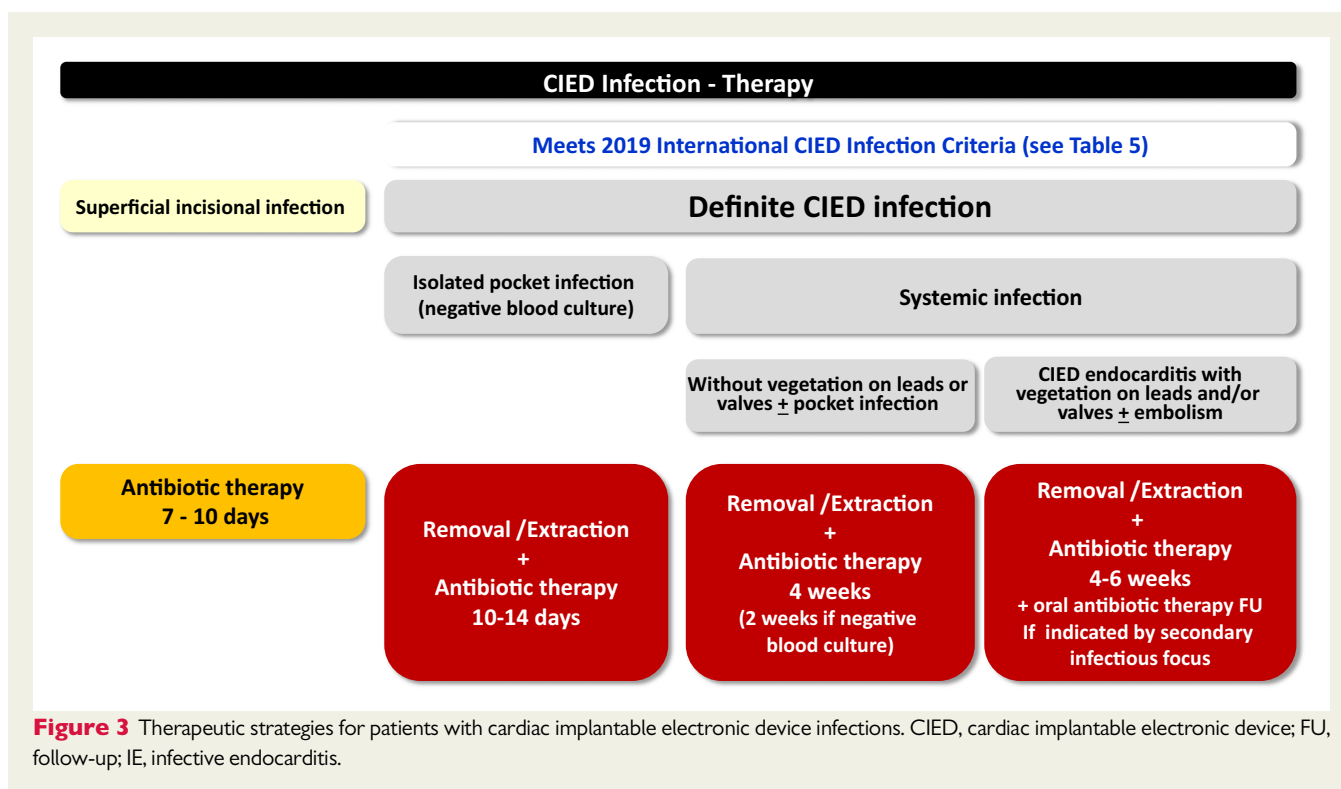 CIED Infection - Therapy
Meets 2019 International CIED Infection Criteria (see Table 5)
Superficial incisional infection
Definite CIED infection
Isolated pocket infection
(negative blood culture)
Systemic infection
Without vegetation on leads or
valves ± pocket infection
CIED endocarditis with
vegetation on leads and/or
valves ± embolism
Antibiotic therapy
7 - 10 days
Removal /Extraction
+
Antibiotic therapy
10-14 days
Removal /Extraction
+
Antibiotic therapy
4 weeks
(2 weeks if negative
blood culture)
Removal /Extraction
+
Antibiotic therapy
4-6 weeks
+ oral antibiotic therapy FU
If indicated by secondary
infectious focus
Figure 3 Therapeutic strategies for patients with cardiac implantable electronic device infections. CIED, cardiac implantable electronic device; FU,
follow-up; IE, infective endocarditis.